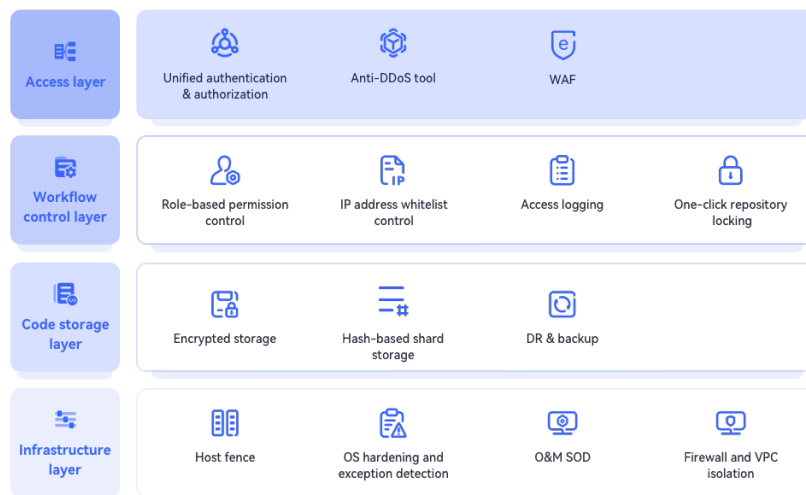 Access layer
Unified authentication
& authorization
Anti-DDoS tool
e
WAF
Workflow
control layer
Role-based permission
control
IP
IP address whitelist
control
Access logging
One-click repository
locking
Code storage
layer
Encrypted storage
Hash-based shard
storage
DR & backup
Infrastructure
layer
Host fence
OS hardening and
exception detection
O&M SOD
Firewall and VPC
isolation